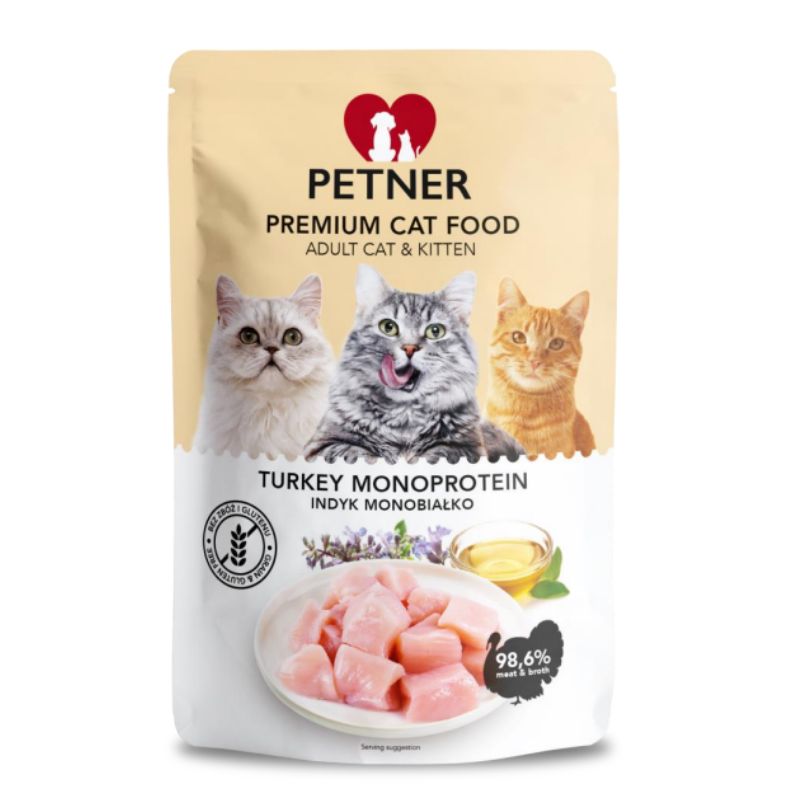 PETNER
PREMIUM CAT FOOD
ADULT CAT & KITTEN
TURKEY MONOPROTEIN
INDYK MONOBIAŁKO
BEZ ZBÓŻ I GLUTENU
GRAIN & GLUTEN FREE
98,6%
meat & broth
Serving suggestion